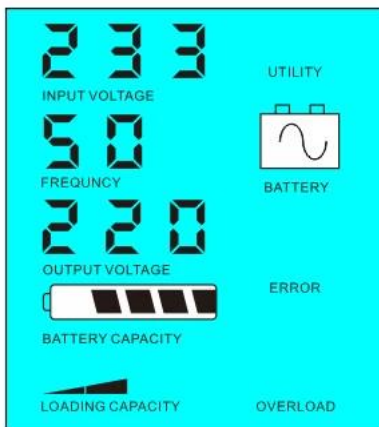 233
UTILITY
INPUT VOLTAGE
50
FREQUNCY
BATTERY
220
OUTPUT VOLTAGE
ERROR
BATTERY CAPACITY
LOADING CAPACITY
OVERLOAD